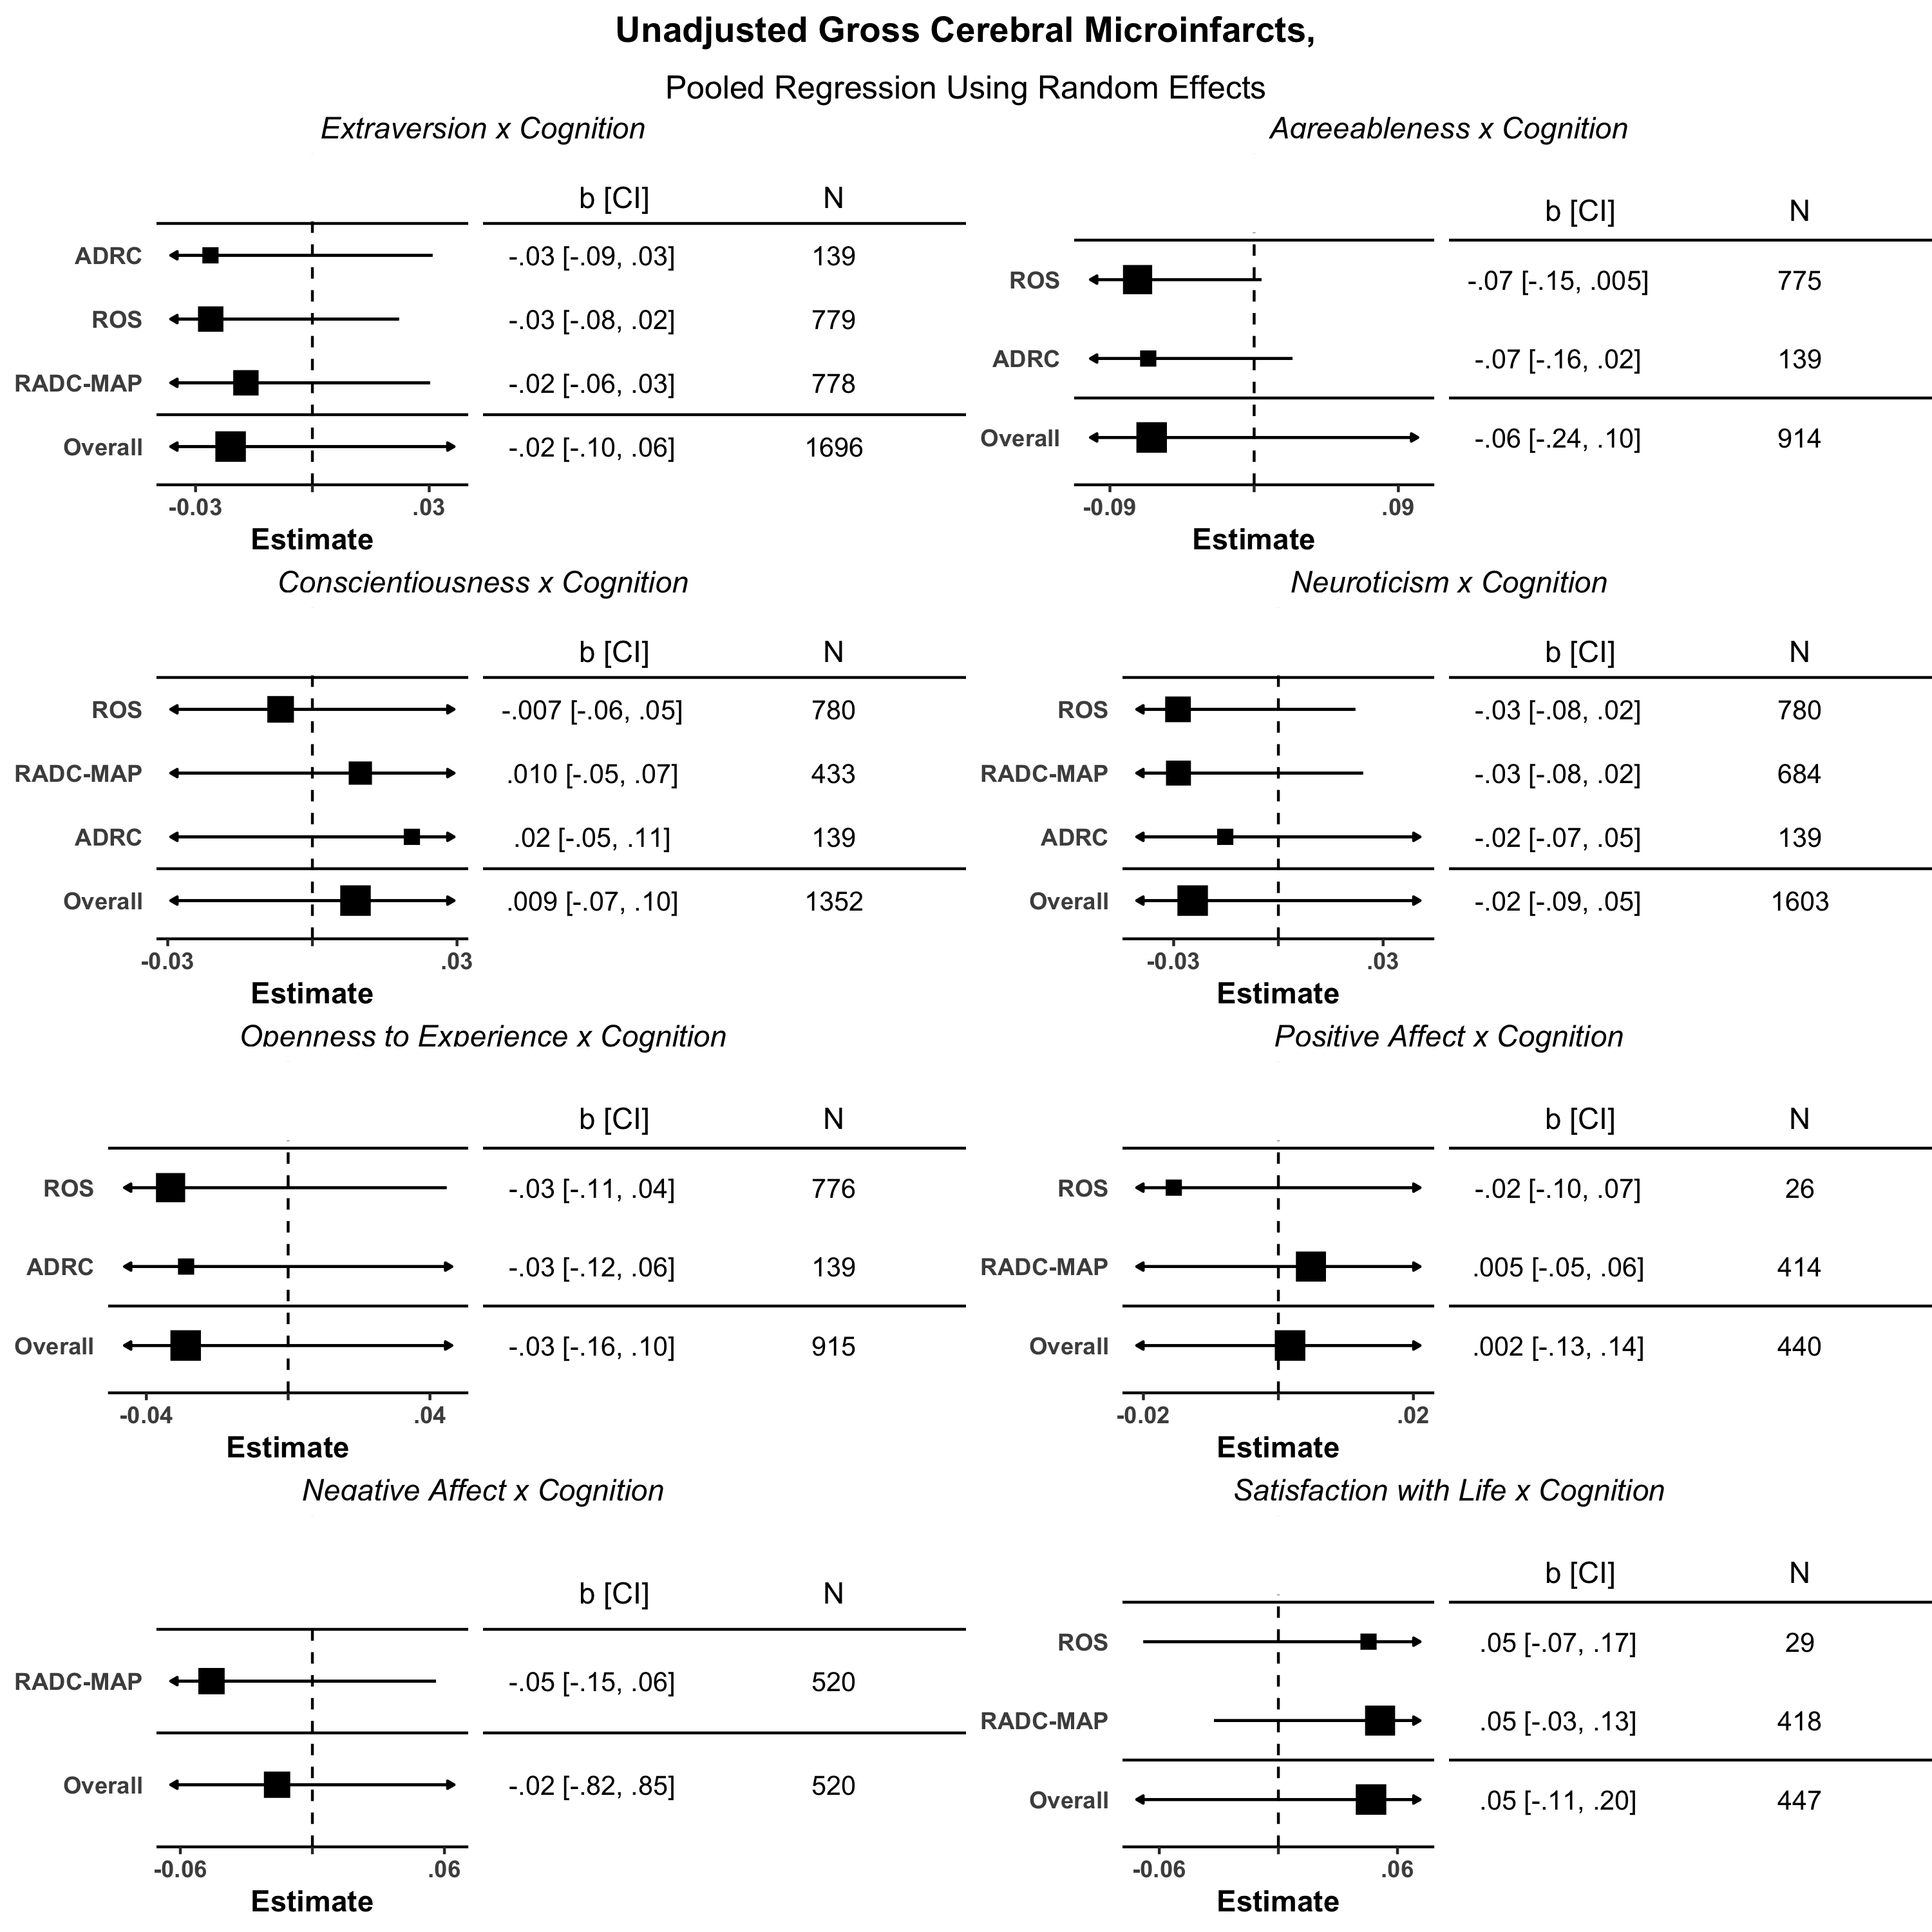 Unadjusted Gross Cerebral Microinfarcts,
Pooled Regression Using Random Effects
Extraversion x Cognition
b [CI] N
ADRC -.03 [-.09, .03] 139
ROS -.03 [-.08, .02] 779
RADC-MAP -.02 [-.06, .03] 778
Overall -.02 [-.10, .06] 1696
-0.03 .03
Estimate
Agreeableness x Cognition
b [CI] N
ROS -.07 [-.15, .005] 775
ADRC -.07 [-.16, .02] 139
Overall -.06 [-.24, .10] 914
-0.09 .09
Estimate
Conscientiousness x Cognition
b [CI] N
ROS -.007 [-.06, .05] 780
RADC-MAP .010 [-.05, .07] 433
ADRC .02 [-.05, .11] 139
Overall .009 [-.07, .10] 1352
-0.03 .03
Estimate
Neuroticism x Cognition
b [CI] N
ROS -.03 [-.08, .02] 780
RADC-MAP -.03 [-.08, .02] 684
ADRC -.02 [-.07, .05] 139
Overall -.02 [-.09, .05] 1603
-0.03 .03
Estimate
Openness to Experience x Cognition
b [CI] N
ROS -.03 [-.11, .04] 776
ADRC -.03 [-.12, .06] 139
Overall -.03 [-.16, .10] 915
-0.04 .04
Estimate
Positive Affect x Cognition
b [CI] N
ROS -.02 [-.10, .07] 26
RADC-MAP .005 [-.05, .06] 414
Overall .002 [-.13, .14] 440
-0.02 .02
Estimate
Negative Affect x Cognition
b [CI] N
RADC-MAP -.05 [-.15, .06] 520
Overall -.02 [-.82, .85] 520
-0.06 .06
Estimate
Satisfaction with Life x Cognition
b [CI] N
ROS .05 [-.07, .17] 29
RADC-MAP .05 [-.03, .13] 418
Overall .05 [-.11, .20] 447
-0.06 .06
Estimate